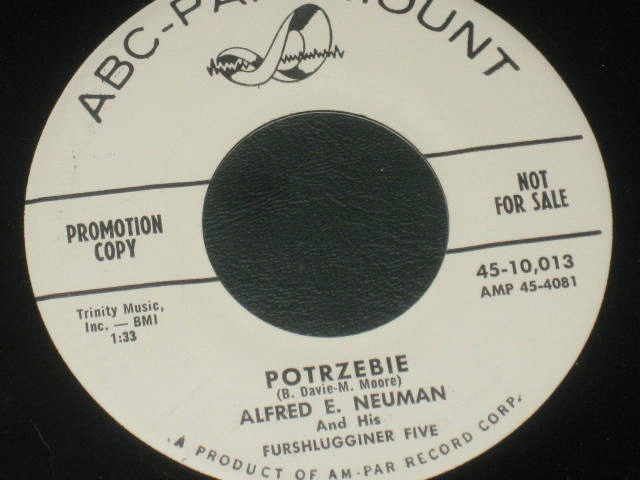 ABC-PARAMOUNT
PROMOTION
COPY
NOT
FOR SALE
45-10,013
AMP 45-4081
Trinity Music,
Inc. — BMI
1:33
POTRZEBIE
(B. Davie-M. Moore)
ALFRED E. NEUMAN
And His
FURSHLUGGINER FIVE
A PRODUCT OF AM-PAR RECORD CORP.